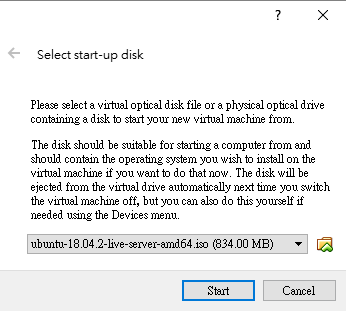 ?
Select start-up disk
Please select a virtual optical disk file or a physical optical drive
containing a disk to start your new virtual machine from.
The disk should be suitable for starting a computer from and
should contain the operating system you wish to install on the
virtual machine if you want to do that now. The disk will be
ejected from the virtual drive automatically next time you switch
the virtual machine off, but you can also do this yourself if
needed using the Devices menu.
ubuntu-18.04.2-live-server-amd64.iso (834.00 MB)
Start Cancel